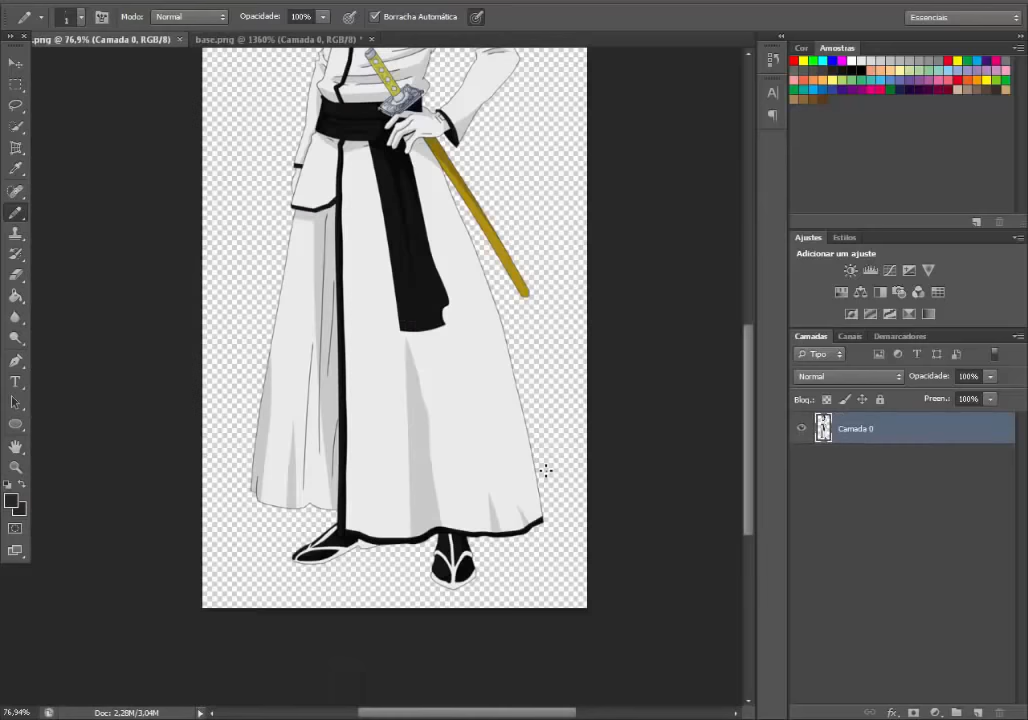 1 Modo: Normal Opacidade: 100% Borracha Automática Essenciais
.png @ 76,9% (Camada 0, RGB/8) × base.png @ 1360% (Camada 0, RGB/8) * ×
Cor Amostras
Ajustes Estilos
Adicionar um ajuste
Camadas Canais Demarcadores
Tipo
Normal Opacidade: 100%
Bloq.: Preen.: 100%
Camada 0
76,94% Doc: 2,28M/3,04M